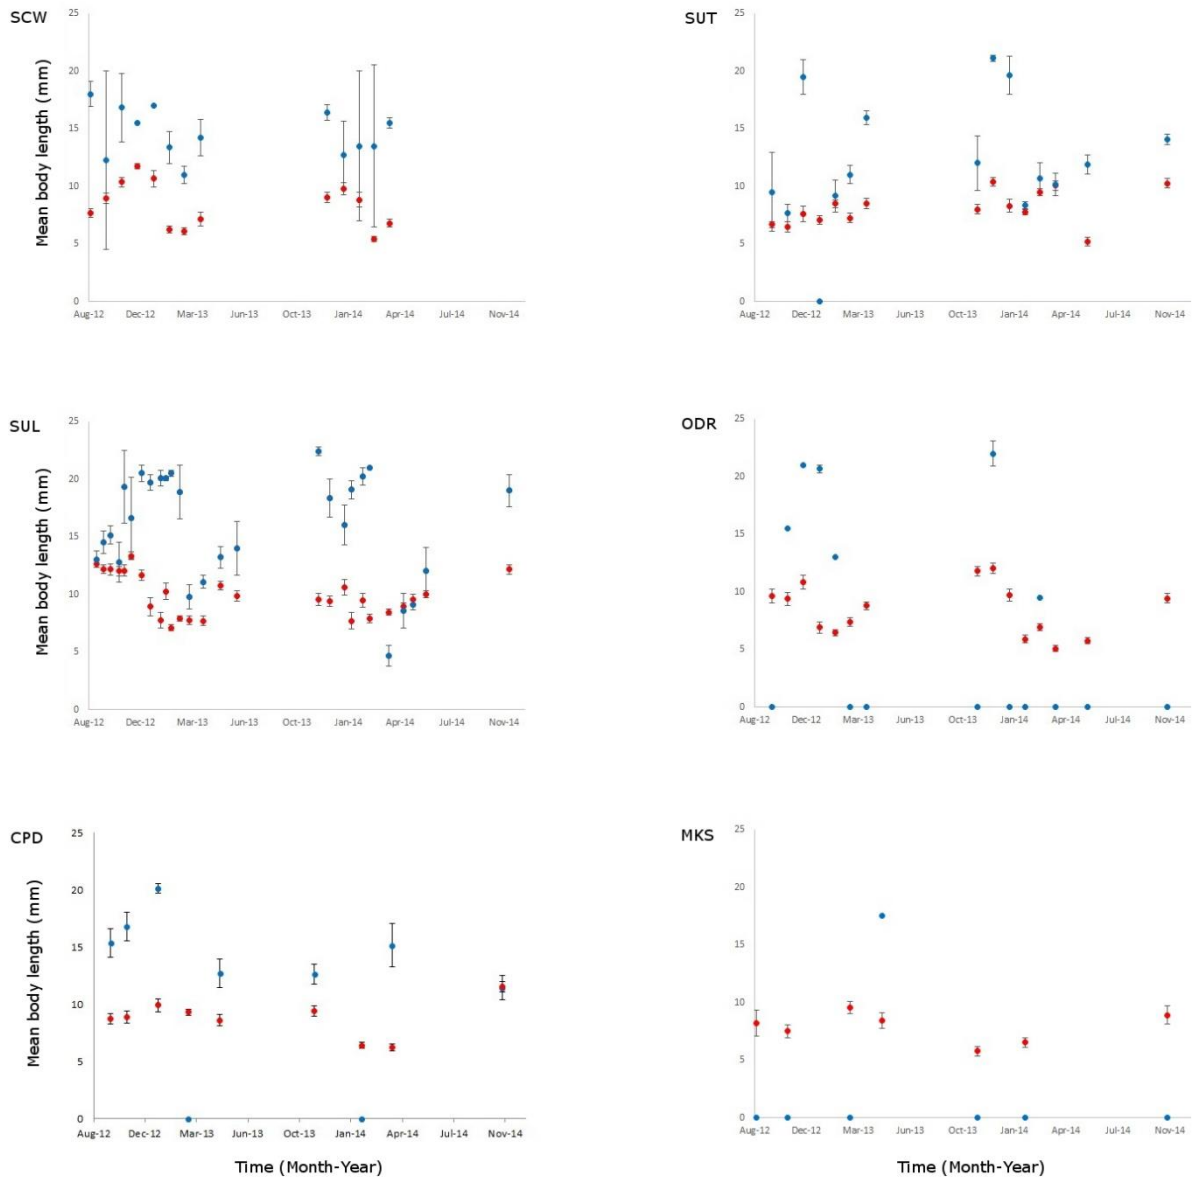 SCW
Mean body length (mm)
25
20
15
10
5
0
Aug-12 Dec-12 Mar-13 Jun-13 Oct-13 Jan-14 Apr-14 Jul-14 Nov-14
SUT
25
20
15
10
5
0
Aug-12 Dec-12 Mar-13 Jun-13 Oct-13 Jan-14 Apr-14 Jul-14 Nov-14
SUL
Mean body length (mm)
25
20
15
10
5
0
Aug-12 Dec-12 Mar-13 Jun-13 Oct-13 Jan-14 Apr-14 Jul-14 Nov-14
ODR
25
20
15
10
5
0
Aug-12 Dec-12 Mar-13 Jun-13 Oct-13 Jan-14 Apr-14 Jul-14 Nov-14
CPD
Mean body length (mm)
25
20
15
10
5
0
Aug-12 Dec-12 Mar-13 Jun-13 Oct-13 Jan-14 Apr-14 Jul-14 Nov-14
Time (Month-Year)
MKS
25
20
15
10
5
0
Aug-12 Dec-12 Mar-13 Jun-13 Oct-13 Jan-14 Apr-14 Jul-14 Nov-14
Time (Month-Year)